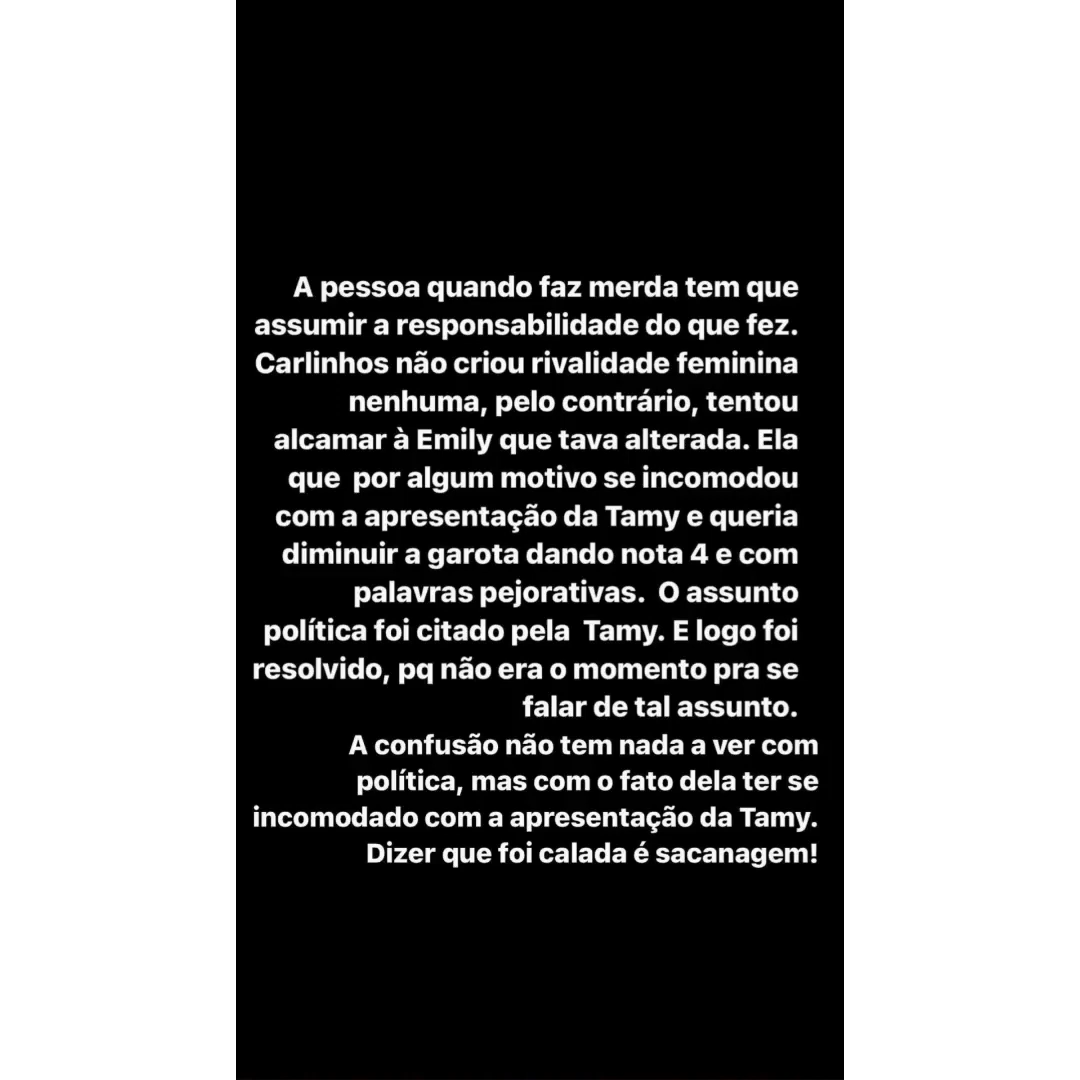 A pessoa quando faz merda tem que
assumir a responsabilidade do que fez.
Carlinhos não criou rivalidade feminina
nenhuma, pelo contrário, tentou
alcamar à Emily que tava alterada. Ela
que  por algum motivo se incomodou
com a apresentação da Tamy e queria
diminuir a garota dando nota 4 e com
palavras pejorativas.  O assunto
política foi citado pela  Tamy. E logo foi
resolvido, pq não era o momento pra se
falar de tal assunto.
A confusão não tem nada a ver com
política, mas com o fato dela ter se
incomodado com a apresentação da Tamy.
Dizer que foi calada é sacanagem!